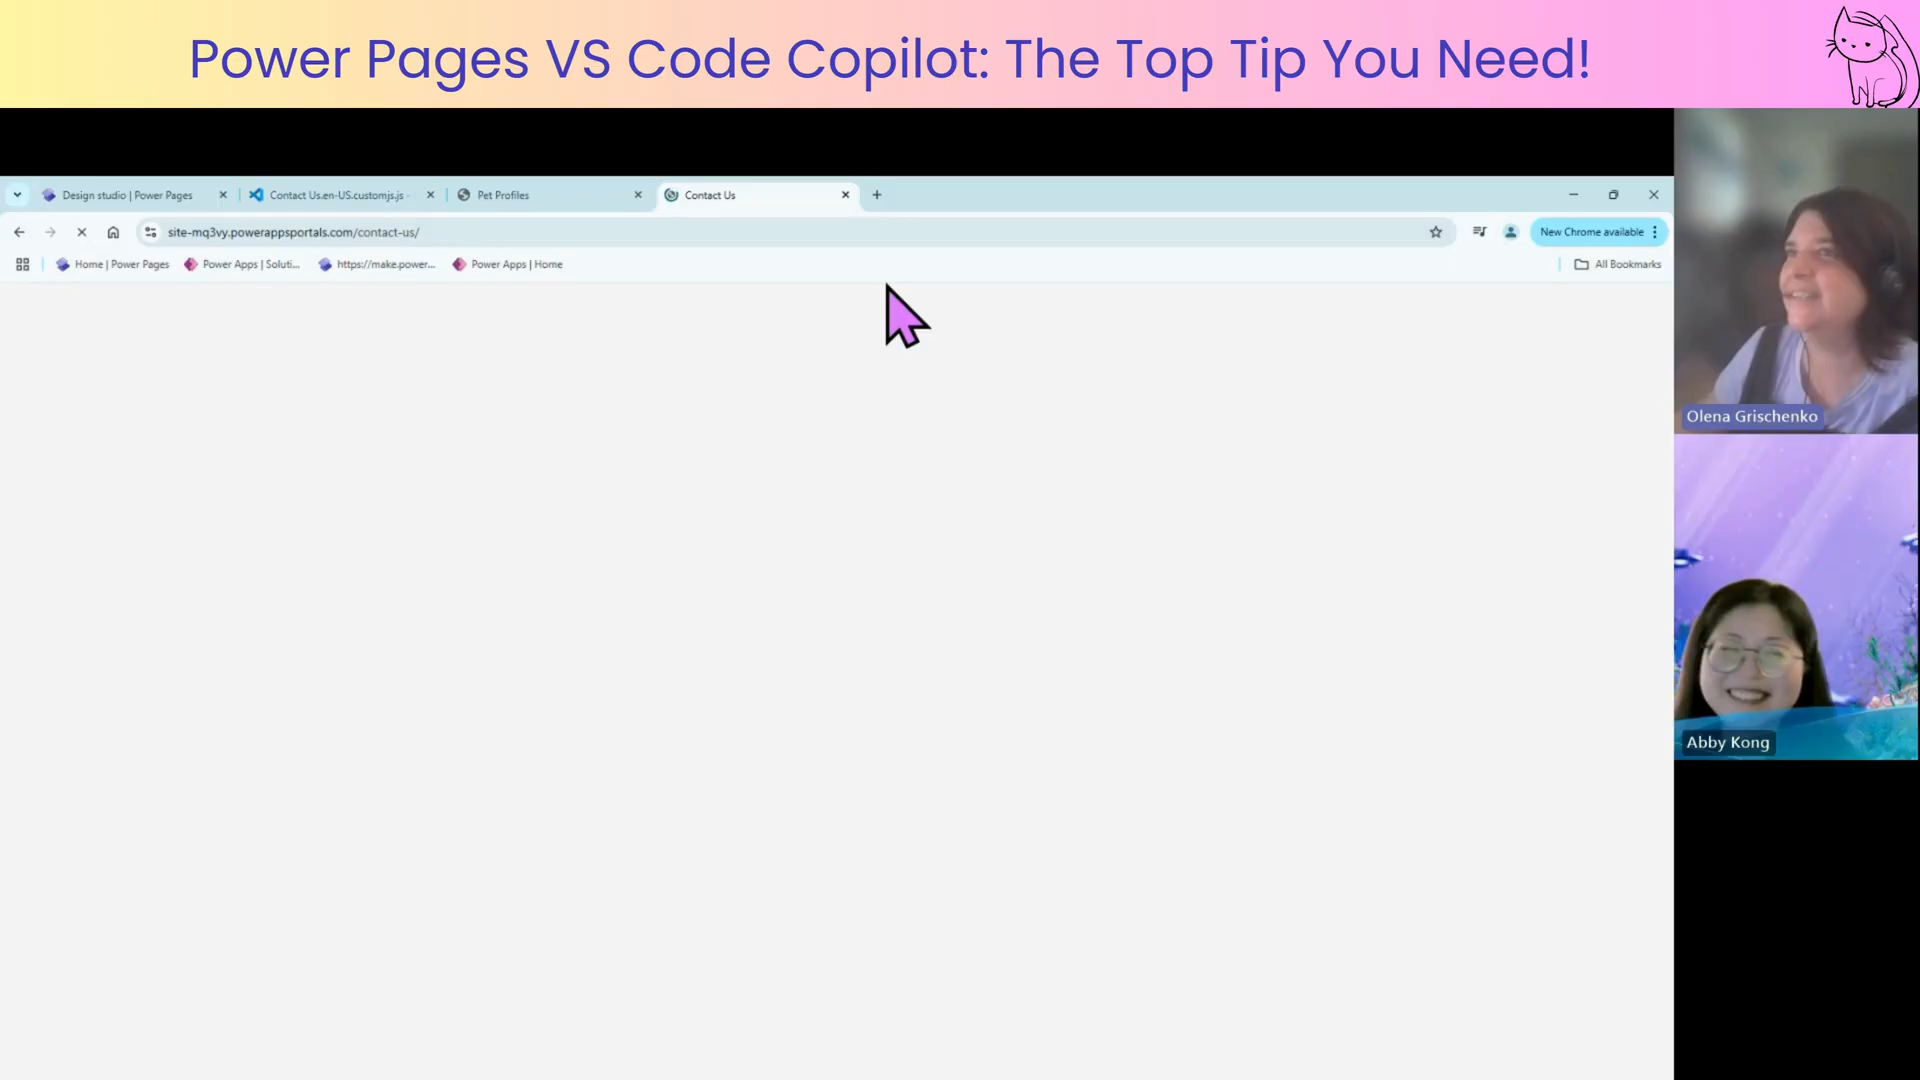 Power Pages VS Code Copilot: The Top Tip You Need!
Design studio | Power Pages
Contact Us.en-US.customjs.js -
Pet Profiles
Contact Us
site-mq3vy.powerappsportals.com/contact-us/
New Chrome available
Home | Power Pages
Power Apps | Soluti...
https://make.power...
Power Apps | Home
All Bookmarks
Olena Grischenko
Abby Kong